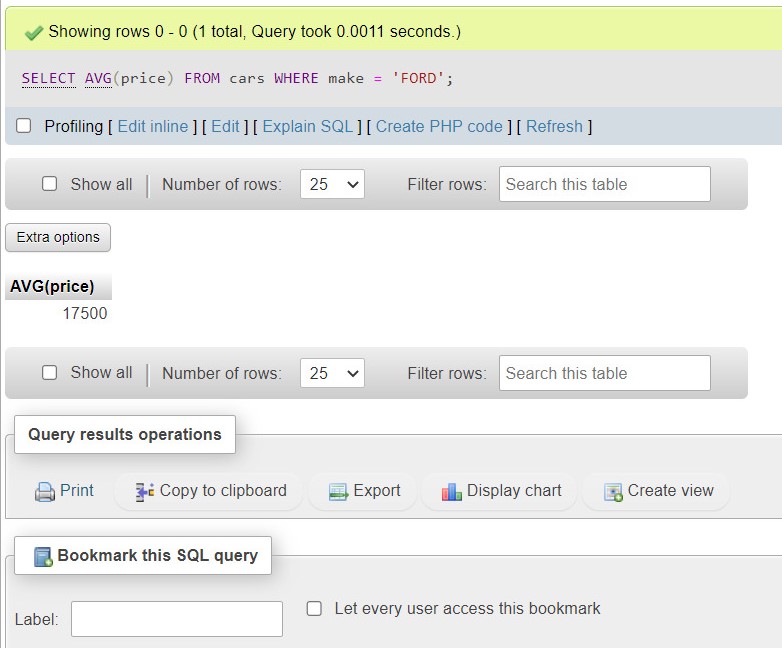 Showing rows 0 - 0 (1 total, Query took 0.0011 seconds.)
SELECT AVG(price) FROM cars WHERE make = 'FORD';
Profiling [ Edit inline ] [ Edit ] [ Explain SQL ] [ Create PHP code ] [ Refresh ]
Show all | Number of rows: 25 Filter rows: Search this table
Extra options
AVG(price)
17500
Show all | Number of rows: 25 Filter rows: Search this table
Query results operations
Print Copy to clipboard Export Display chart Create view
Bookmark this SQL query
Label: Let every user access this bookmark